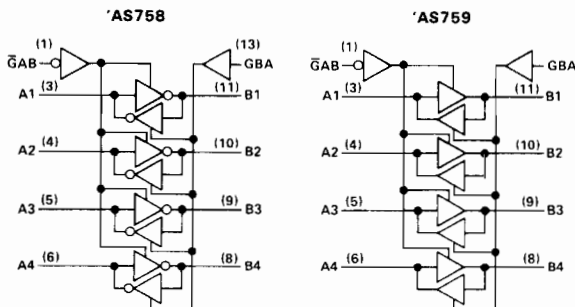 'AS758
'AS759
(1)
(13)
(1)
G̅AB
GBA
G̅AB
GBA
A1 (3) (11) B1
A1 (3) (11) B1
A2 (4) (10) B2
A2 (4) (10) B2
A3 (5) (9) B3
A3 (5) (9) B3
A4 (6) (8) B4
A4 (6) (8) B4